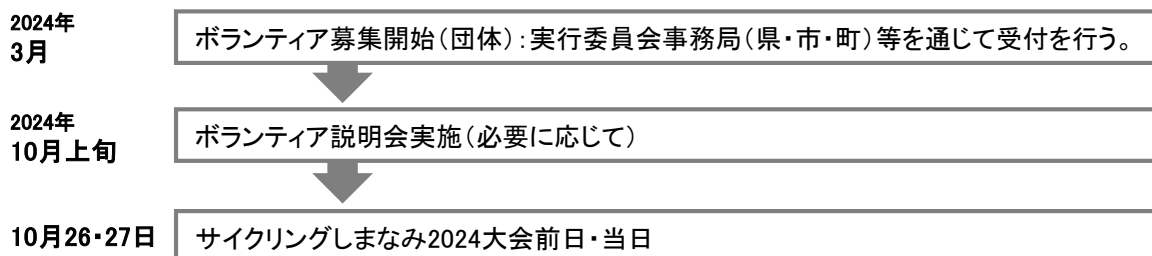 2024年
3月
ボランティア募集開始(団体):実行委員会事務局(県・市・町)等を通じて受付を行う。
2024年
10月上旬
ボランティア説明会実施(必要に応じて)
10月26・27日
サイクリングしまなみ2024大会前日・当日